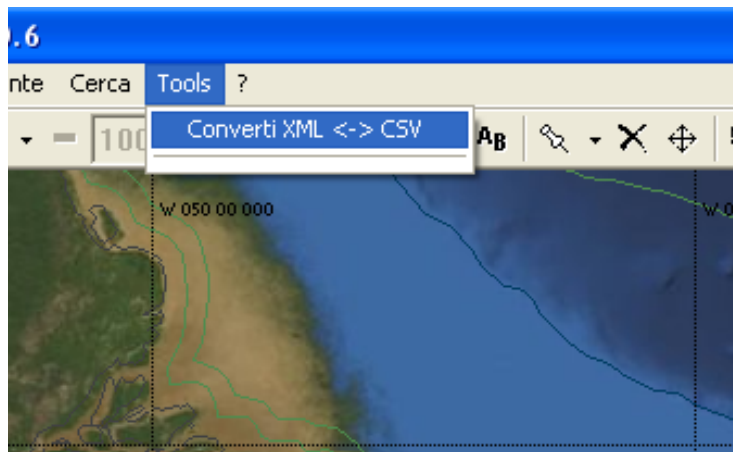 .6
nte Cerca Tools ?
100
Converti XML <-> CSV
AB
W 050 00 000
W 0